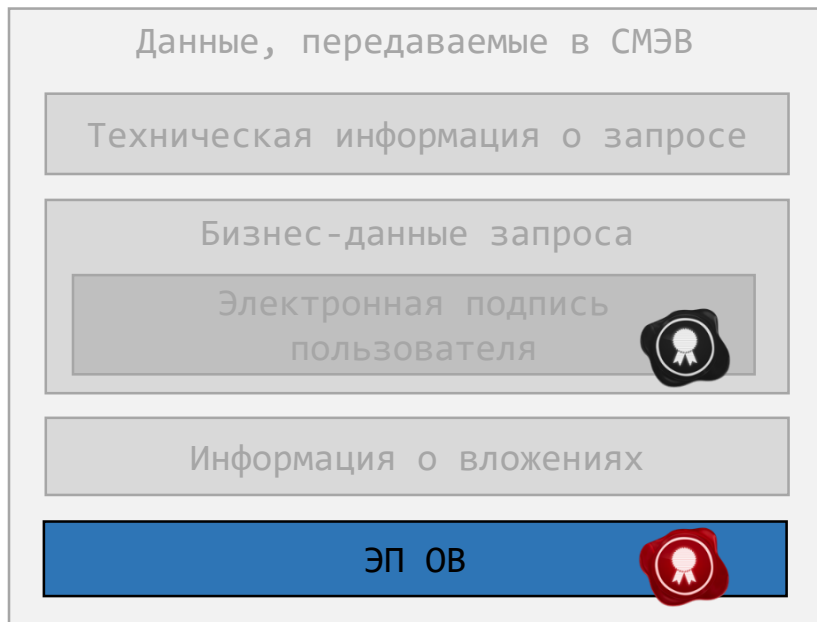 Данные, передаваемые в СМЭВ
Техническая информация о запросе
Бизнес-данные запроса
Электронная подпись
пользователя
Информация о вложениях
ЭП ОВ